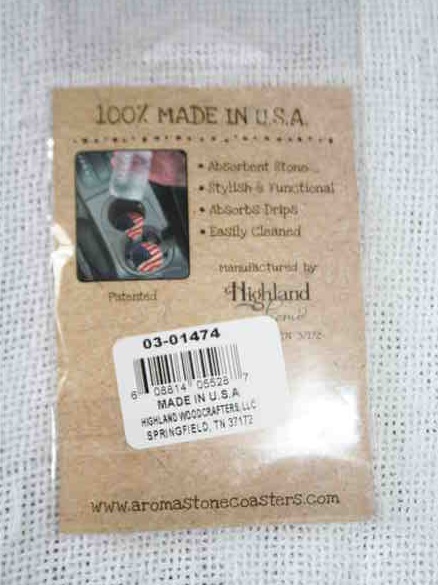 100% MADE IN U.S.A.
• Absorbent Stone
• Stylish & Functional
• Absorbs Drips
• Easily Cleaned
Patented
Manufactured by:
Highland
03-01474
6 08814 05528 7
MADE IN U.S.A
HIGHLAND WOODCRAFTERS, LLC
SPRINGFIELD, TN 37172
www.aromastonecoasters.com